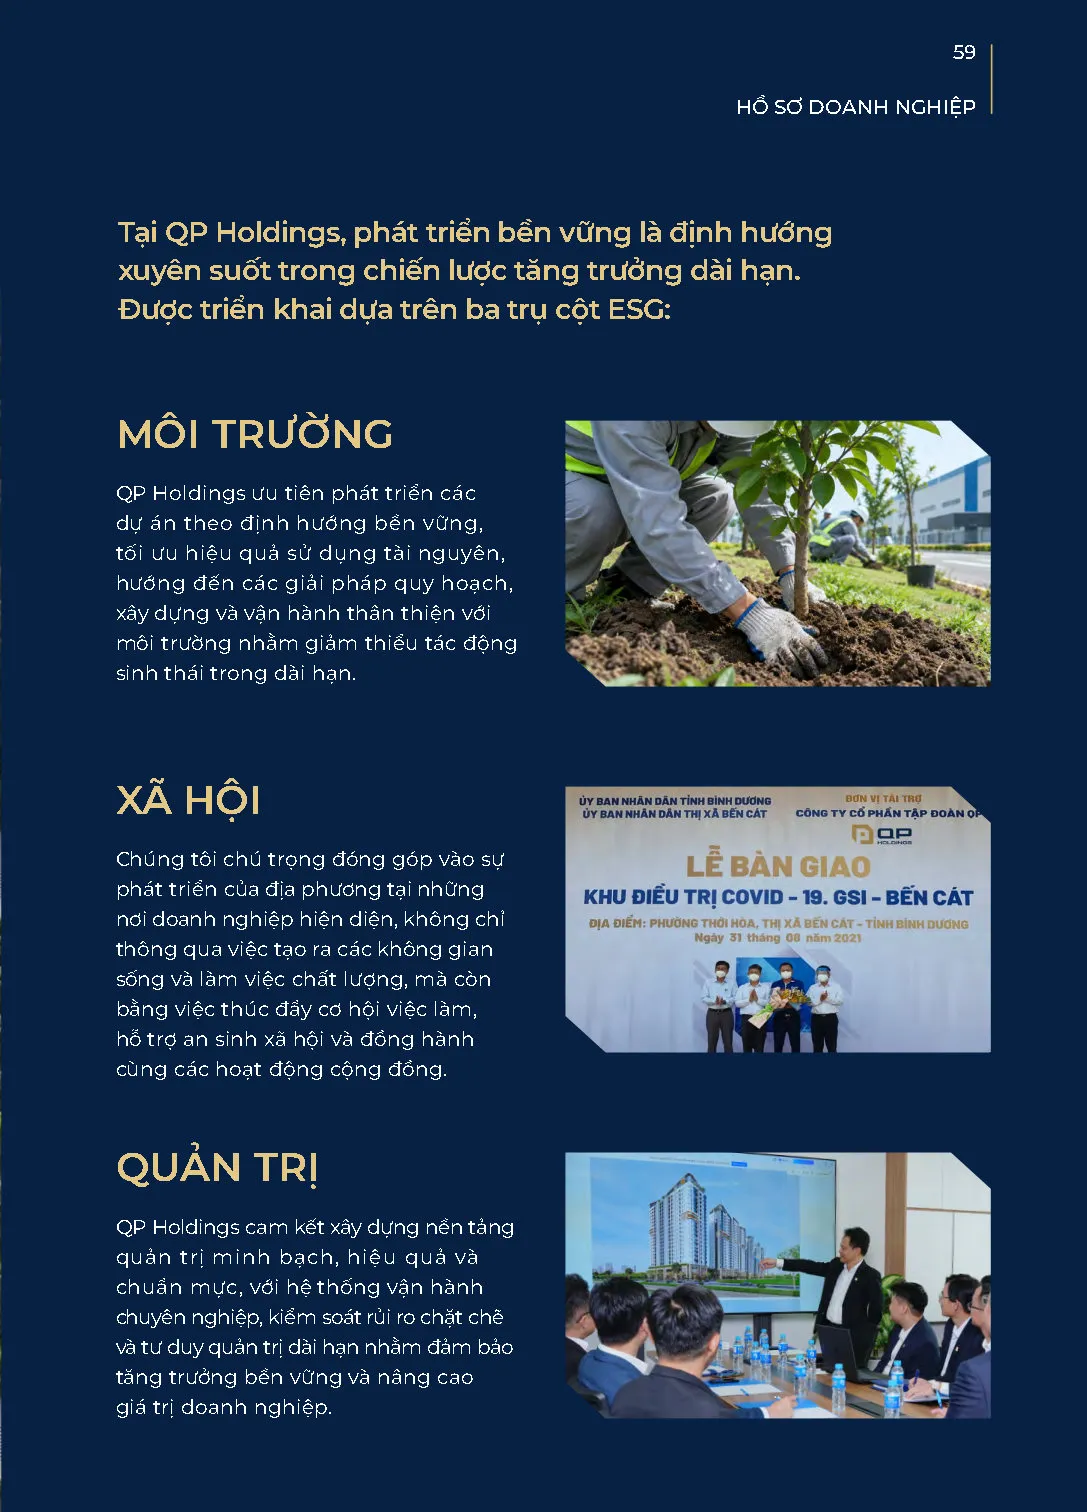 59
HỒ SƠ DOANH NGHIỆP
Tại QP Holdings, phát triển bền vững là định hướng
xuyên suốt trong chiến lược tăng trưởng dài hạn.
Được triển khai dựa trên ba trụ cột ESG:
MÔI TRƯỜNG
QP Holdings ưu tiên phát triển các
dự án theo định hướng bền vững,
tối ưu hiệu quả sử dụng tài nguyên,
hướng đến các giải pháp quy hoạch,
xây dựng và vận hành thân thiện với
môi trường nhằm giảm thiểu tác động
sinh thái trong dài hạn.
XÃ HỘI
Chúng tôi chú trọng đóng góp vào sự
phát triển của địa phương tại những
nơi doanh nghiệp hiện diện, không chỉ
thông qua việc tạo ra các không gian
sống và làm việc chất lượng, mà còn
bằng việc thúc đẩy cơ hội việc làm,
hỗ trợ an sinh xã hội và đồng hành
cùng các hoạt động cộng đồng.
ỦY BAN NHÂN DÂN TỈNH BÌNH DƯƠNG
ỦY BAN NHÂN DÂN THỊ XÃ BẾN CÁT
ĐƠN VỊ TÀI TRỢ
CÔNG TY CỔ PHẦN TẬP ĐOÀN QP
QP
HOLDINGS
LỄ BÀN GIAO
KHU ĐIỀU TRỊ COVID - 19. GSI - BẾN CÁT
ĐỊA ĐIỂM: PHƯỜNG THỚI HÒA, THỊ XÃ BẾN CÁT - TỈNH BÌNH DƯƠNG
Ngày 31 tháng 08 năm 2021
QUẢN TRỊ
QP Holdings cam kết xây dựng nền tảng
quản trị minh bạch, hiệu quả và
chuẩn mực, với hệ thống vận hành
chuyên nghiệp, kiểm soát rủi ro chặt chẽ
và tư duy quản trị dài hạn nhằm đảm bảo
tăng trưởng bền vững và nâng cao
giá trị doanh nghiệp.